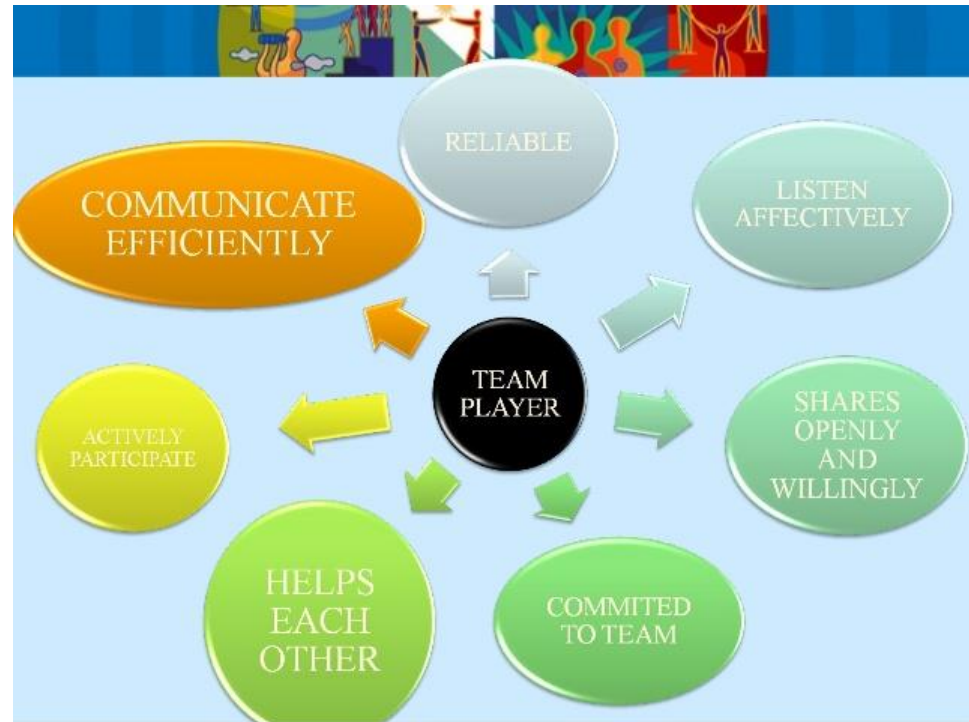 RELIABLE
COMMUNICATE
EFFICIENTLY
LISTEN
AFFECTIVELY
TEAM
PLAYER
SHARES
OPENLY
AND
WILLINGLY
ACTIVELY
PARTICIPATE
HELPS
EACH
OTHER
COMMITED
TO TEAM